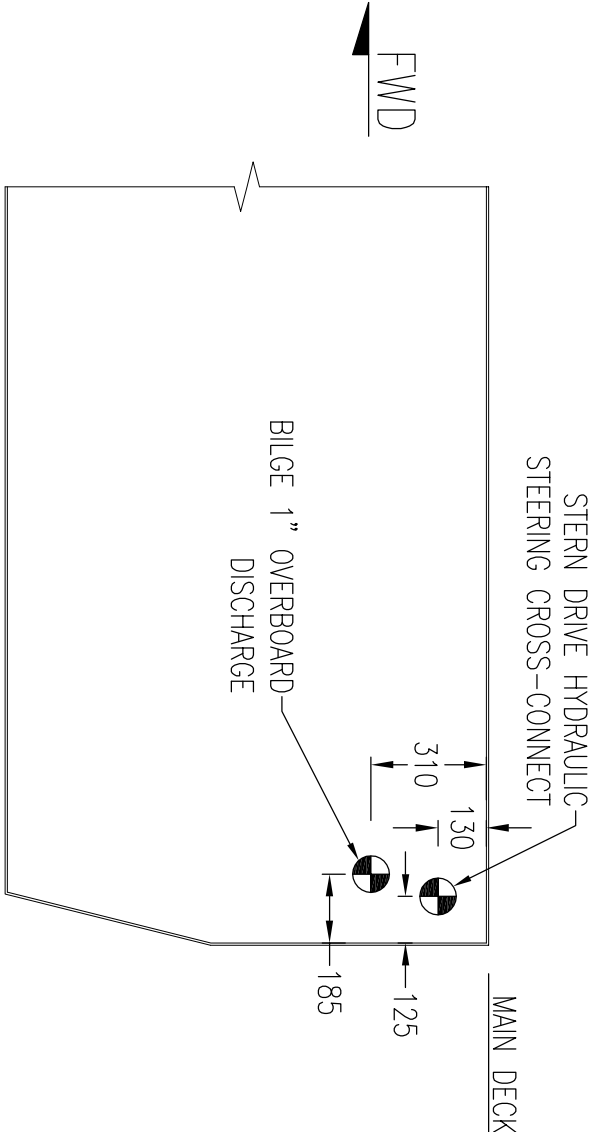 FWD
STERN DRIVE HYDRAULIC
STEERING CROSS-CONNECT
BILGE 1" OVERBOARD
DISCHARGE
310
130
185
125
MAIN DECK